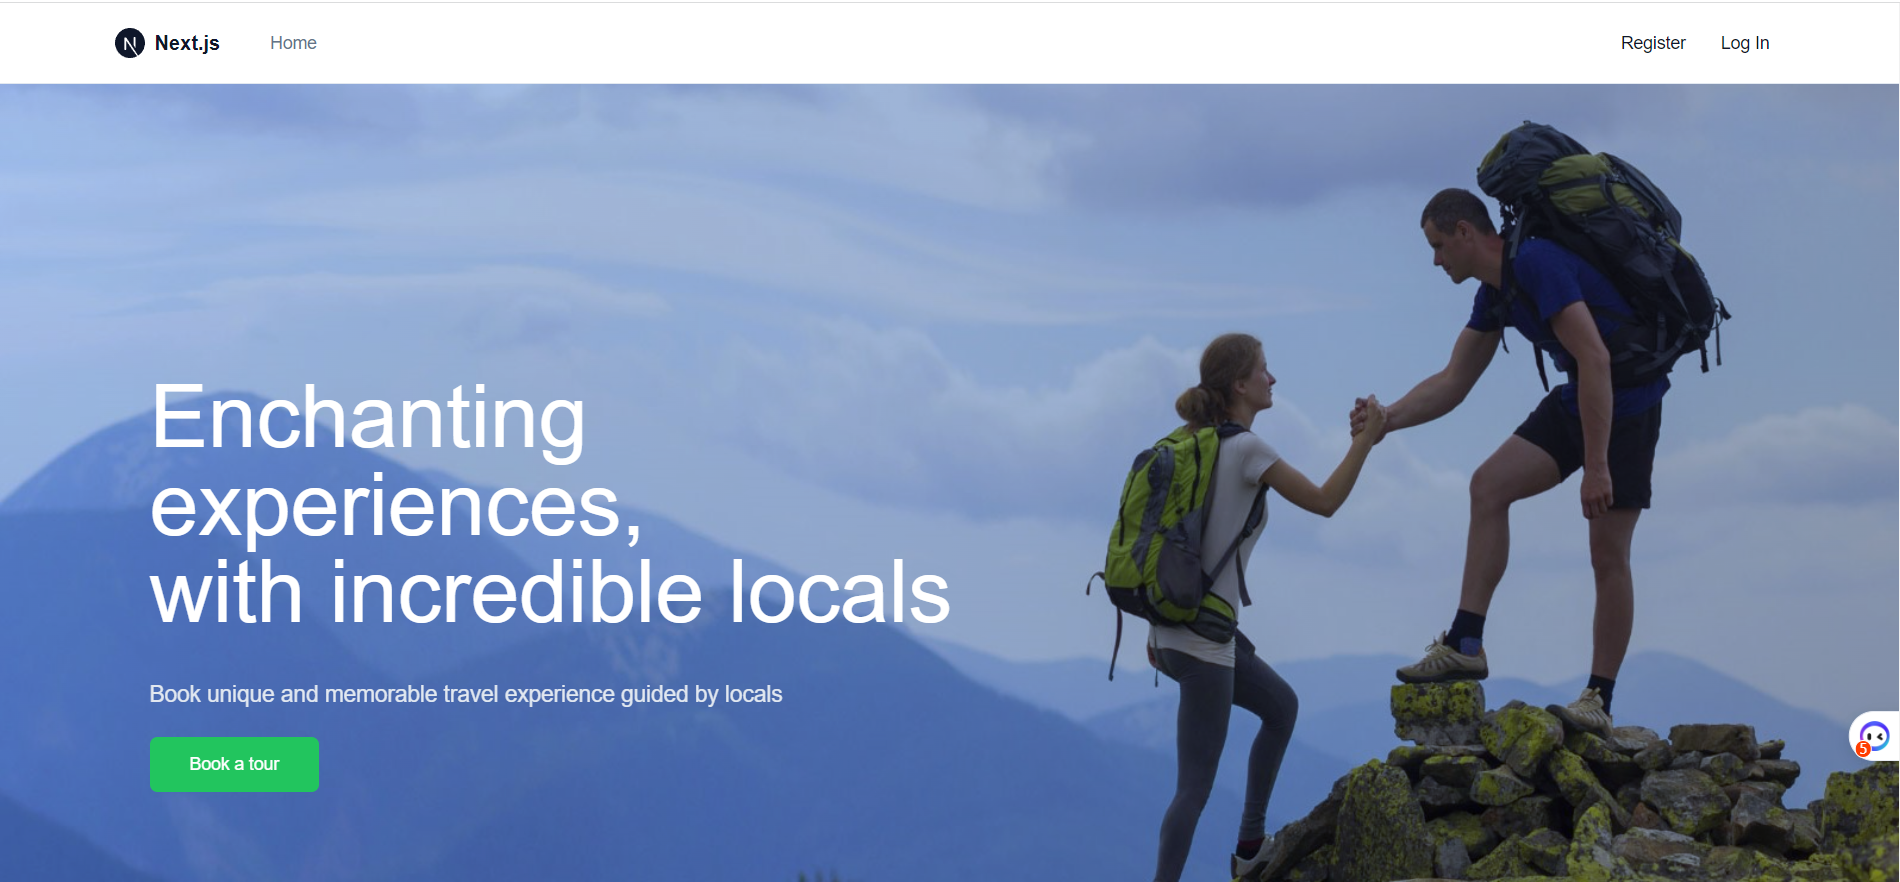 Next.js Home Register Log In
Enchanting
experiences,
with incredible locals
Book unique and memorable travel experience guided by locals
Book a tour
5